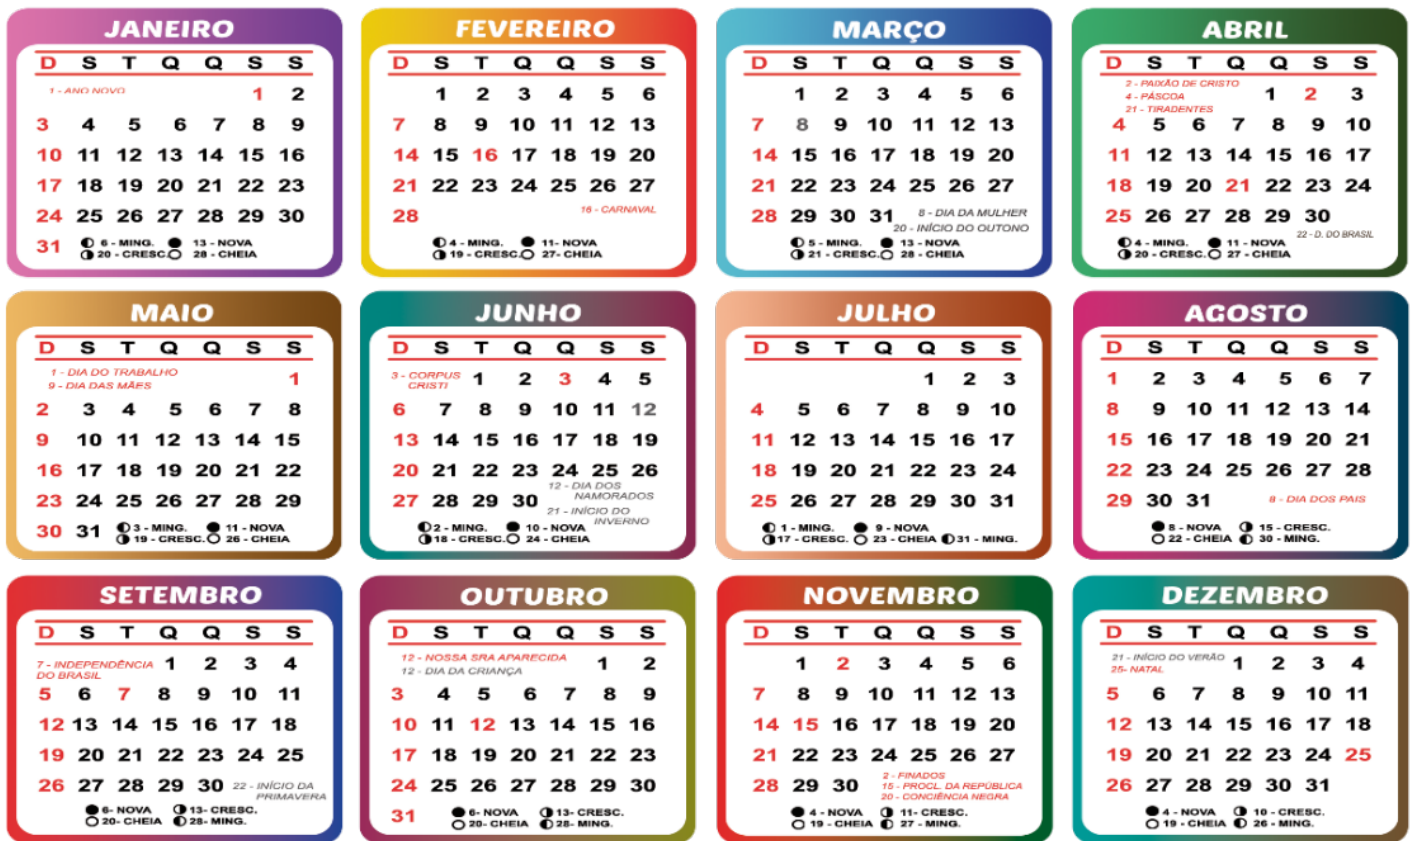 JANEIRO
D S T Q Q S S
1 - ANO NOVO 1 2
3 4 5 6 7 8 9
10 11 12 13 14 15 16
17 18 19 20 21 22 23
24 25 26 27 28 29 30
31 6 - MING. 13 - NOVA
20 - CRESC. 28 - CHEIA
FEVEREIRO
D S T Q Q S S
1 2 3 4 5 6
7 8 9 10 11 12 13
14 15 16 17 18 19 20
21 22 23 24 25 26 27
28 16 - CARNAVAL
4 - MING. 11- NOVA
19 - CRESC. 27- CHEIA
MARÇO
D S T Q Q S S
1 2 3 4 5 6
7 8 9 10 11 12 13
14 15 16 17 18 19 20
21 22 23 24 25 26 27
28 29 30 31 8 - DIA DA MULHER
20 - INÍCIO DO OUTONO
5 - MING. 13 - NOVA
21 - CRESC. 28 - CHEIA
ABRIL
D S T Q Q S S
2 - PAIXÃO DE CRISTO
4 - PÁSCOA 1 2 3
21 - TIRADENTES
4 5 6 7 8 9 10
11 12 13 14 15 16 17
18 19 20 21 22 23 24
25 26 27 28 29 30
22 - D. DO BRASIL
4 - MING. 11 - NOVA
20 - CRESC. 27 - CHEIA
MAIO
D S T Q Q S S
1 - DIA DO TRABALHO 1
9 - DIA DAS MÃES
2 3 4 5 6 7 8
9 10 11 12 13 14 15
16 17 18 19 20 21 22
23 24 25 26 27 28 29
30 31 3 - MING. 11 - NOVA
19 - CRESC. 26 - CHEIA
JUNHO
D S T Q Q S S
3 - CORPUS 1 2 3 4 5
CRISTI
6 7 8 9 10 11 12
13 14 15 16 17 18 19
20 21 22 23 24 25 26
12 - DIA DOS
NAMORADOS
27 28 29 30
21 - INÍCIO DO
INVERNO
2 - MING. 10 - NOVA
18 - CRESC. 24 - CHEIA
JULHO
D S T Q Q S S
1 2 3
4 5 6 7 8 9 10
11 12 13 14 15 16 17
18 19 20 21 22 23 24
25 26 27 28 29 30 31
1 - MING. 9 - NOVA
17 - CRESC. 23 - CHEIA 31 - MING.
AGOSTO
D S T Q Q S S
1 2 3 4 5 6 7
8 9 10 11 12 13 14
15 16 17 18 19 20 21
22 23 24 25 26 27 28
29 30 31 8 - DIA DOS PAIS
8 - NOVA 15 - CRESC.
22 - CHEIA 30 - MING.
SETEMBRO
D S T Q Q S S
7 - INDEPENDÊNCIA 1 2 3 4
DO BRASIL
5 6 7 8 9 10 11
12 13 14 15 16 17 18
19 20 21 22 23 24 25
26 27 28 29 30 22 - INÍCIO DA
PRIMAVERA
6- NOVA 13- CRESC.
20- CHEIA 28- MING.
OUTUBRO
D S T Q Q S S
12 - NOSSA SRA APARECIDA 1 2
12 - DIA DA CRIANÇA
3 4 5 6 7 8 9
10 11 12 13 14 15 16
17 18 19 20 21 22 23
24 25 26 27 28 29 30
31 6- NOVA 13- CRESC.
20- CHEIA 28- MING.
NOVEMBRO
D S T Q Q S S
1 2 3 4 5 6
7 8 9 10 11 12 13
14 15 16 17 18 19 20
21 22 23 24 25 26 27
28 29 30 2 - FINADOS
15 - PROCL. DA REPÚBLICA
20 - CONCIÊNCIA NEGRA
4 - NOVA 11- CRESC.
19 - CHEIA 27 - MING.
DEZEMBRO
D S T Q Q S S
21 - INÍCIO DO VERÃO 1 2 3 4
25- NATAL
5 6 7 8 9 10 11
12 13 14 15 16 17 18
19 20 21 22 23 24 25
26 27 28 29 30 31
4 - NOVA 10 - CRESC.
19 - CHEIA 26 - MING.